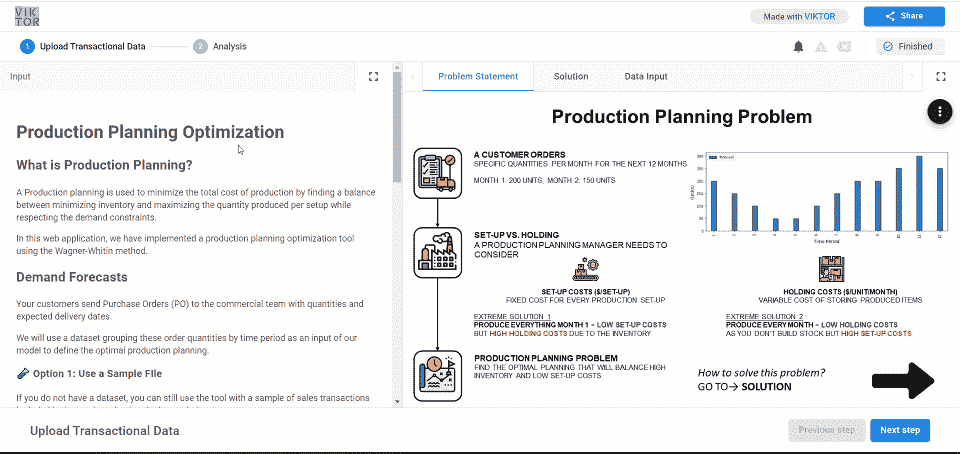 VIKTOR
Made with VIKTOR
Share
1 Upload Transactional Data
2 Analysis
Finished
Input
Production Planning Optimization
What is Production Planning?
A Production planning is used to minimize the total cost of production by finding a balance
between minimizing inventory and maximizing the quantity produced per setup while
respecting the demand constraints.
In this web application, we have implemented a production planning optimization tool
using the Wagner-Whitin method.
Demand Forecasts
Your customers send Purchase Orders (PO) to the commercial team with quantities and
expected delivery dates.
We will use a dataset grouping these order quantities by time period as an input of our
model to define the optimal production planning.
Option 1: Use a Sample File
If you do not have a dataset, you can still use the tool with a sample of sales transactions
Problem Statement
Solution
Data Input
Production Planning Problem
A CUSTOMER ORDERS
SPECIFIC QUANTITIES PER MONTH FOR THE NEXT 12 MONTHS
MONTH 1: 200 UNITS, MONTH 2: 150 UNITS
300
250
200
150
100
50
0
Time Period
SET-UP VS. HOLDING
A PRODUCTION PLANNING MANAGER NEEDS TO
CONSIDER
SET-UP COSTS ($/SET-UP)
FIXED COST FOR EVERY PRODUCTION SET-UP
HOLDING COSTS ($/UNIT/MONTH)
VARIABLE COST OF STORING PRODUCED ITEMS
EXTREME SOLUTION 1
PRODUCE EVERYTHING MONTH 1 = LOW SET-UP COSTS
BUT HIGH HOLDING COSTS DUE TO THE INVENTORY
EXTREME SOLUTION 2
PRODUCE EVERY MONTH = LOW HOLDING COSTS
AS YOU DON'T BUILD STOCK BUT HIGH SET-UP COSTS
PRODUCTION PLANNING PROBLEM
FIND THE OPTIMAL PLANNING THAT WILL BALANCE HIGH
INVENTORY AND LOW SET-UP COSTS
How to solve this problem?
GO TO→ SOLUTION
Upload Transactional Data
Previous step
Next step